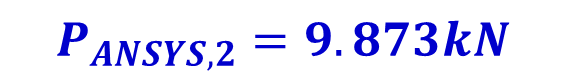 P_ANSYS,2 = 9.873kN